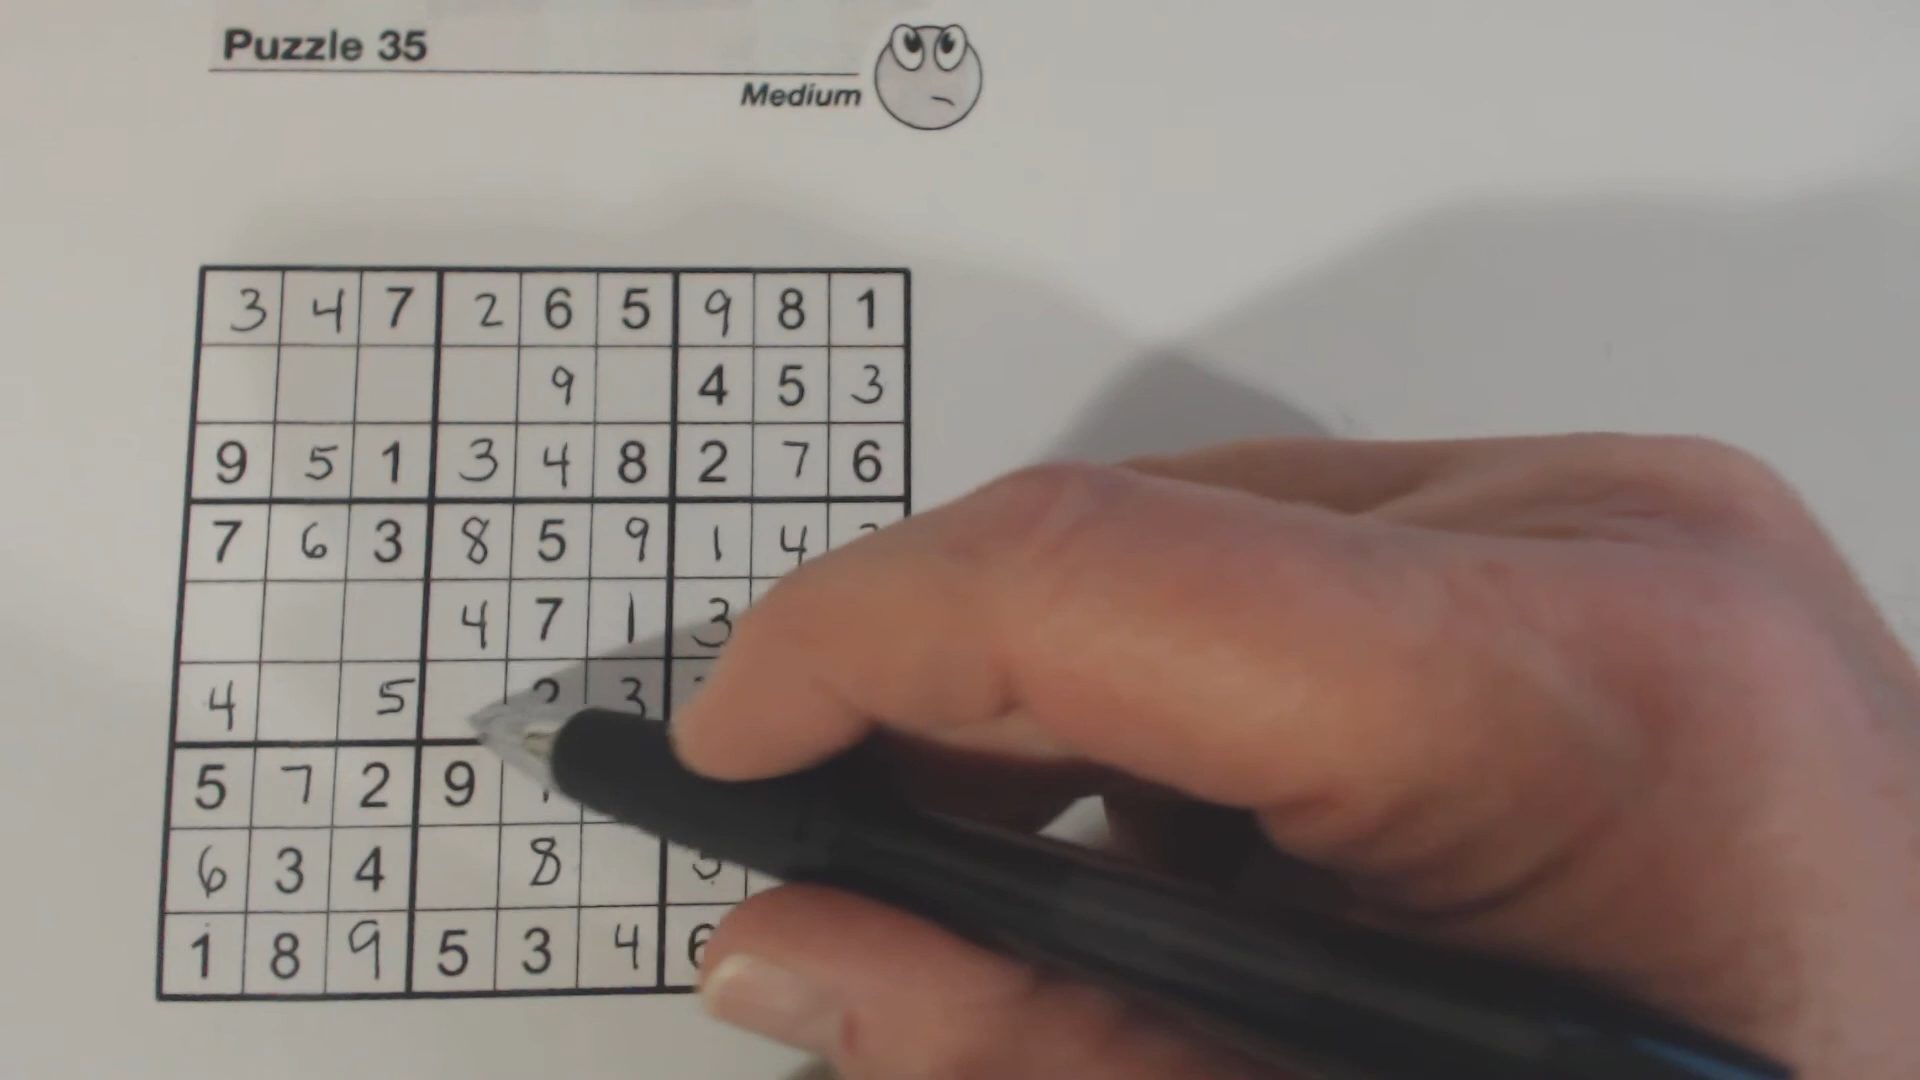 Puzzle 35
Medium
3 4 7 2 6 5 9 8 1
9 4 5 3
9 5 1 3 4 8 2 7 6
7 6 3 8 5 9 1 4
4 7 1 3
4 5 2 3
5 7 2 9
6 3 4 8
1 8 9 5 3 4 6